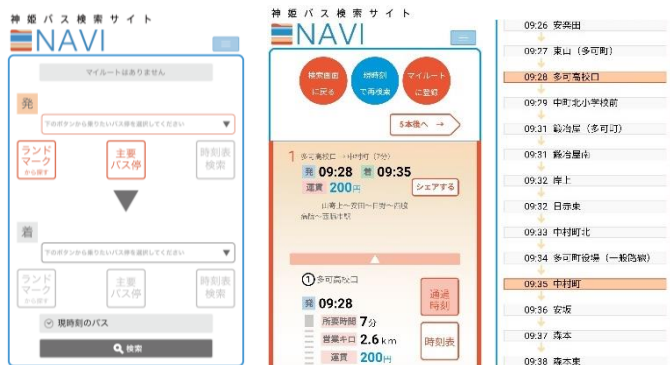 神姫バス検索サイト
NAVI
マイルートはありません
発
下のボタンから乗りたいバス停を選択してください ▼
ランドマークから探す
主要バス停
時刻表検索
着
下のボタンから乗りたいバス停を選択してください ▼
ランドマークから探す
主要バス停
時刻表検索
現時刻のバス
検索
神姫バス検索サイト
NAVI
検索画面に戻る
現時刻で再検索
マイルートに登録
5本後へ →
1 多可高校口→中村町(7分)
発 09:28 着 09:35
運賃 200円
シェアする
①多可高校口
発 09:28
所要時間 7分
営業キロ 2.6km
運賃 200円
通過時刻
時刻表
09:26 安楽田
09:27 東山(多可町)
09:28 多可高校口
09:29 中町北小学校前
09:31 鍛冶屋(多可町)
09:31 鍛冶屋南
09:32 岸上
09:32 日赤東
09:33 中村町北
09:34 多可町役場(一般路線)
09:35 中村町
09:36 安坂
09:37 森本
09:38 森本東